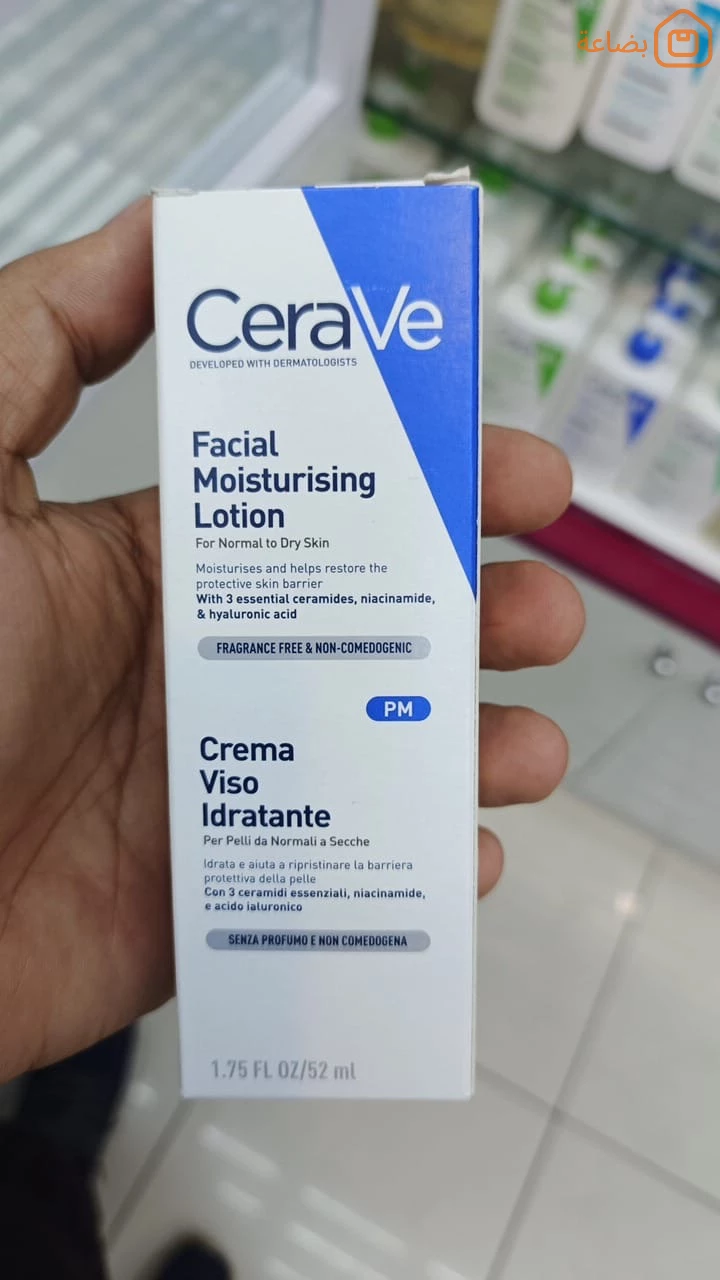 بضاعة
CeraVe
DEVELOPED WITH DERMATOLOGISTS
Facial
Moisturising
Lotion
For Normal to Dry Skin
Moisturises and helps restore the
protective skin barrier
With 3 essential ceramides, niacinamide,
& hyaluronic acid
FRAGRANCE FREE & NON-COMEDOGENIC
PM
Crema
Viso
Idratante
Per Pelli da Normali a Secche
Idrata e aiuta a ripristinare la barriera
protettiva della pelle
Con 3 ceramidi essenziali, niacinamide,
e acido ialuronico
SENZA PROFUMO E NON COMEDOGENA
1.75 FL OZ/52 ml